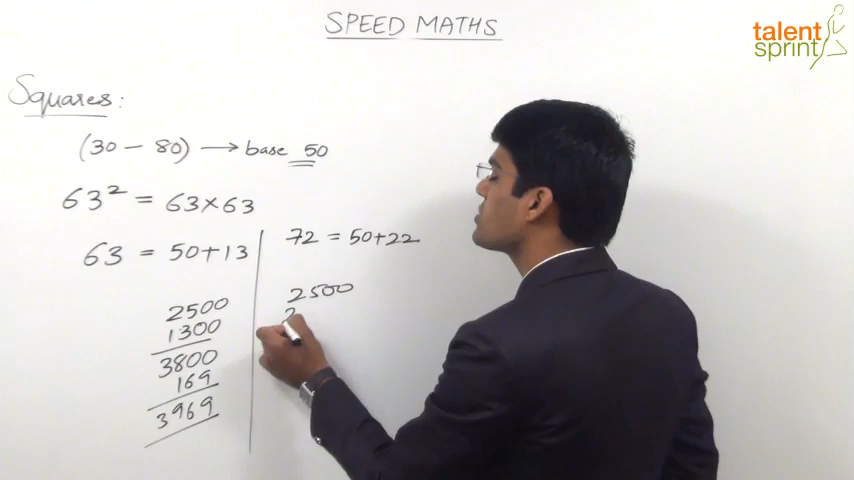 SPEED MATHS
talent
sprint
Squares:
(30 - 80) → base 50
63² = 63×63
63 = 50+13
2500
1300
3800
169
3969
72 = 50+22
2500
2